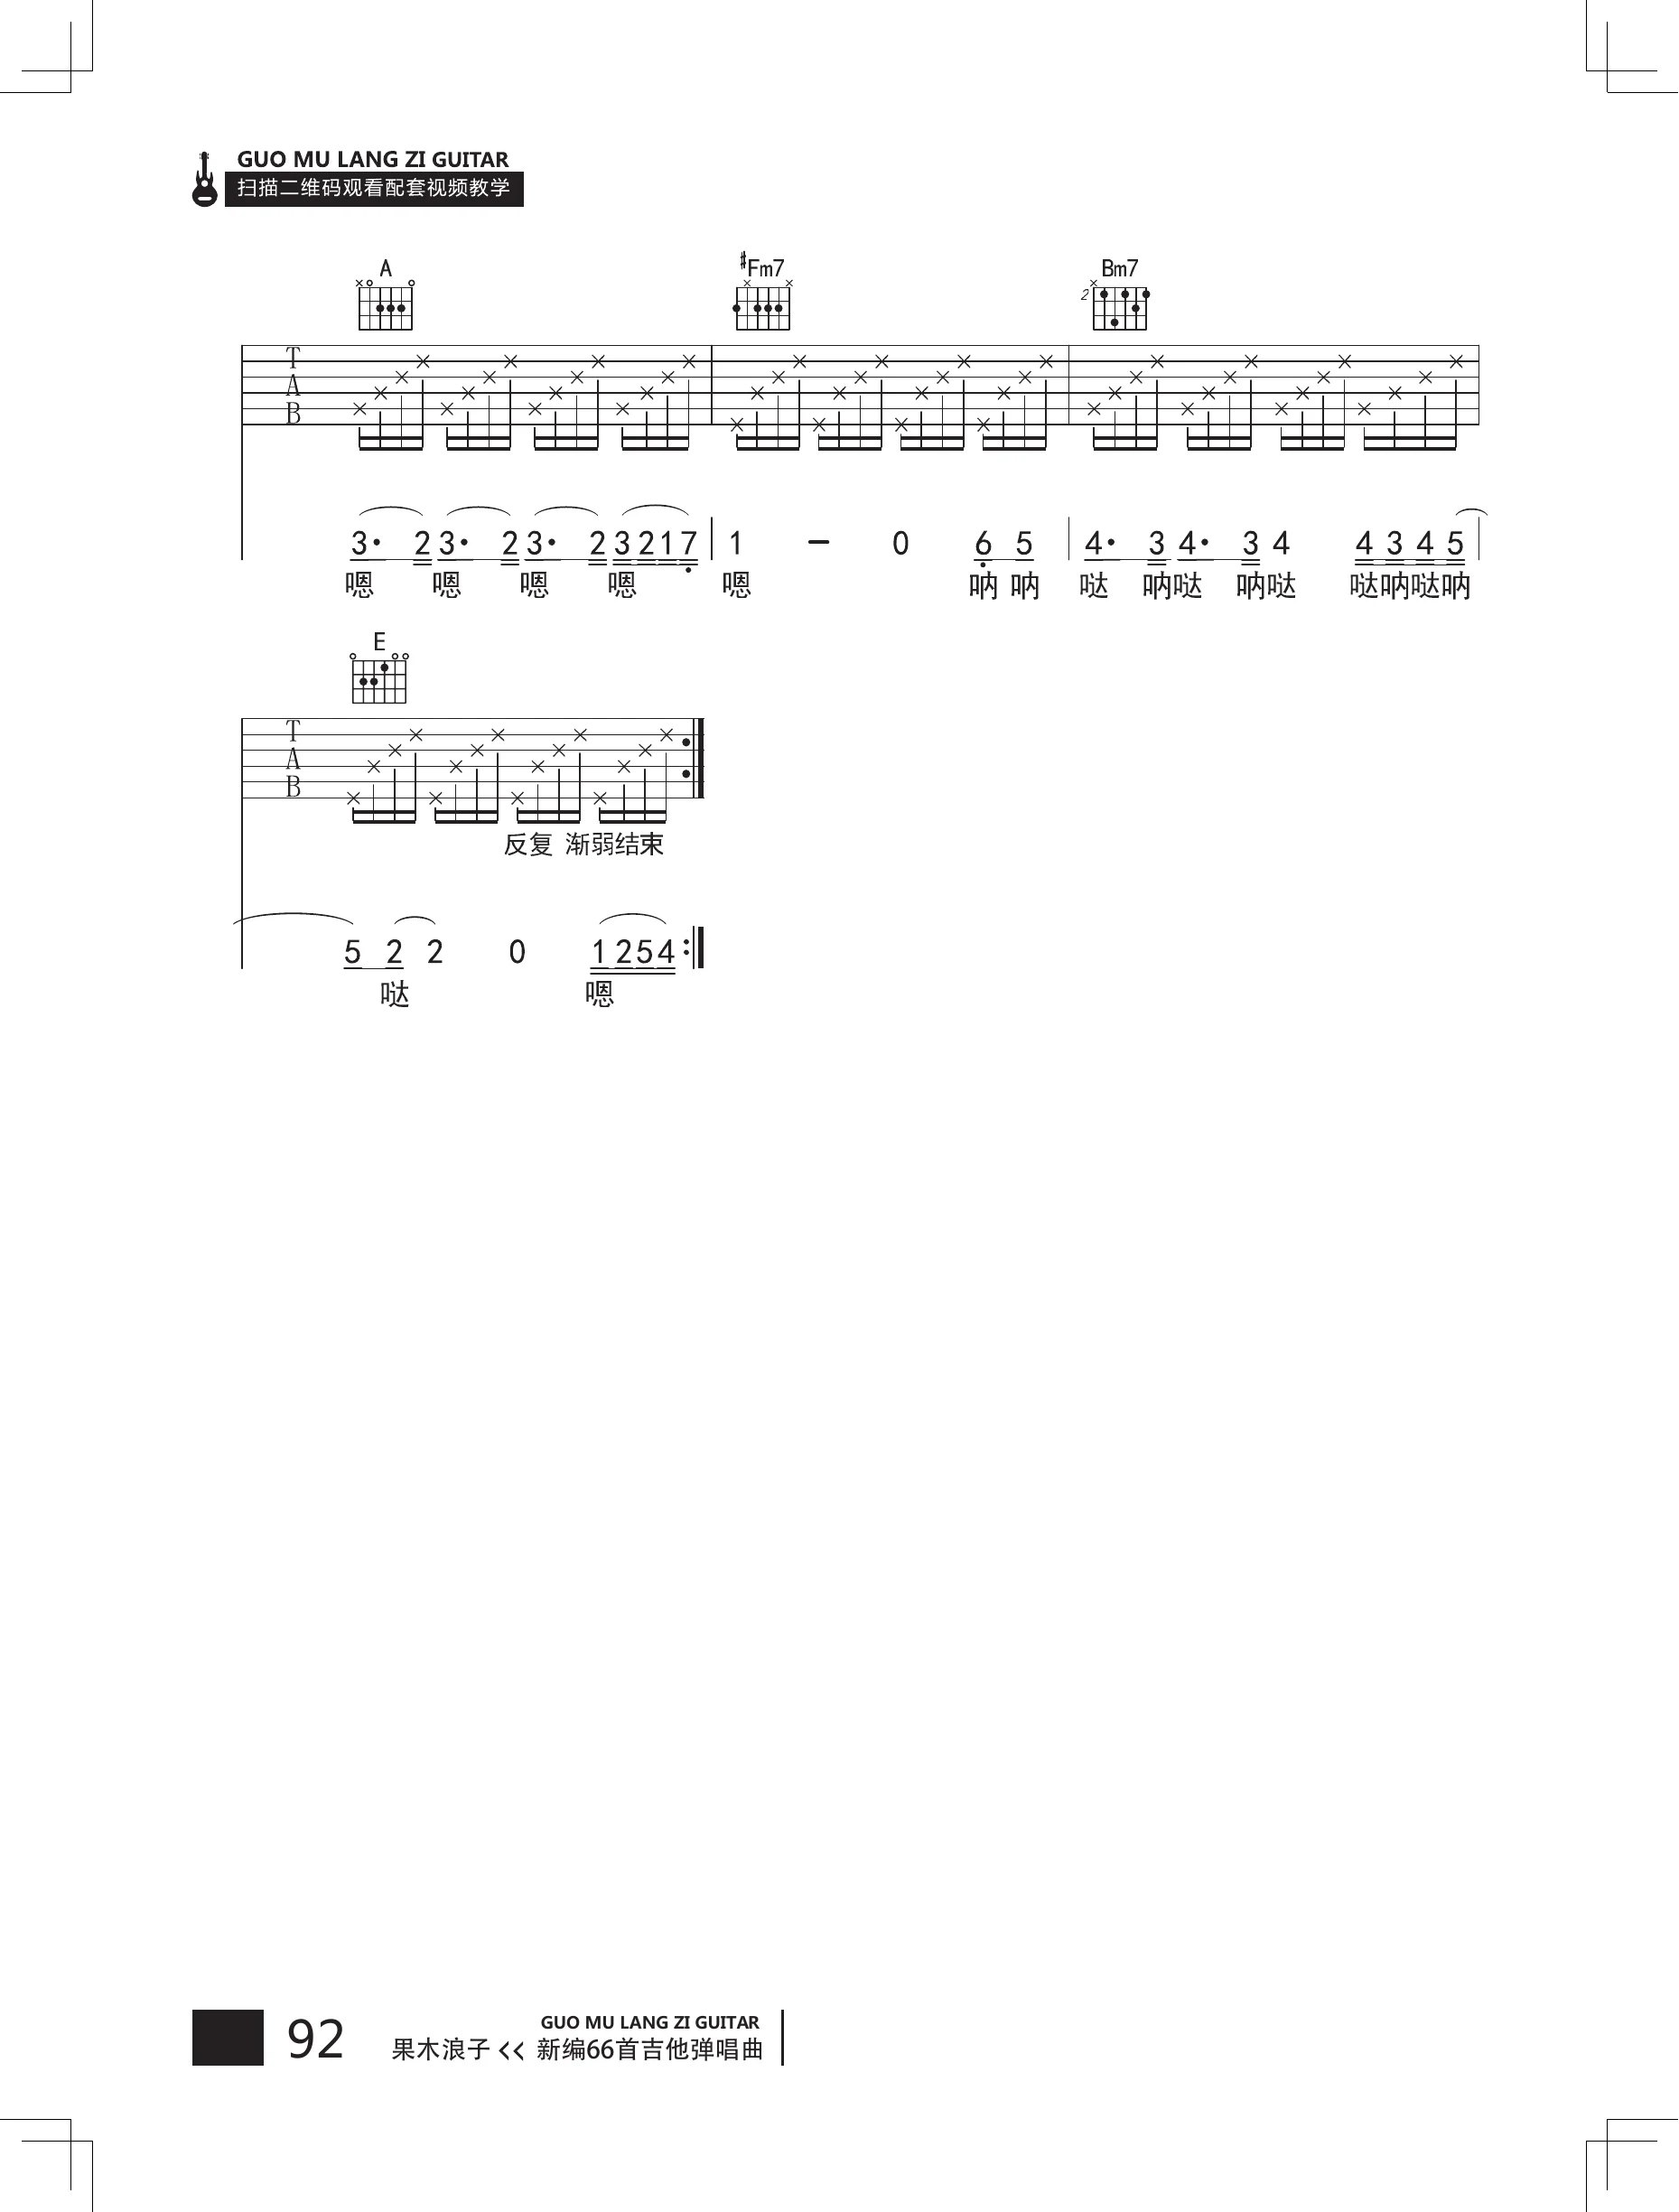 GUO MU LANG ZI GUITAR
扫描二维码观看配套视频教学
A ♯Fm7 Bm7
2
T
A
B
3· 2 3· 2 3· 2 3 2 1 7 | 1 – 0 6 5 | 4· 3 4· 3 4 4 3 4 5 |
嗯 嗯 嗯 嗯 嗯 呐 呐 哒 呐哒 呐哒 哒呐哒呐
E
T
A
B
反复 渐弱结束
5 2 2 0 1 2 5 4 :|
哒 嗯
92
GUO MU LANG ZI GUITAR
果木浪子 << 新编66首吉他弹唱曲